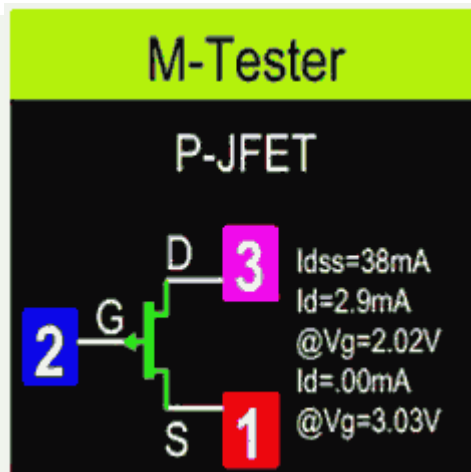 M-Tester
P-JFET
D
3
Idss=38mA
Id=2.9mA
2
G
@Vg=2.02V
Id=.00mA
S
1
@Vg=3.03V